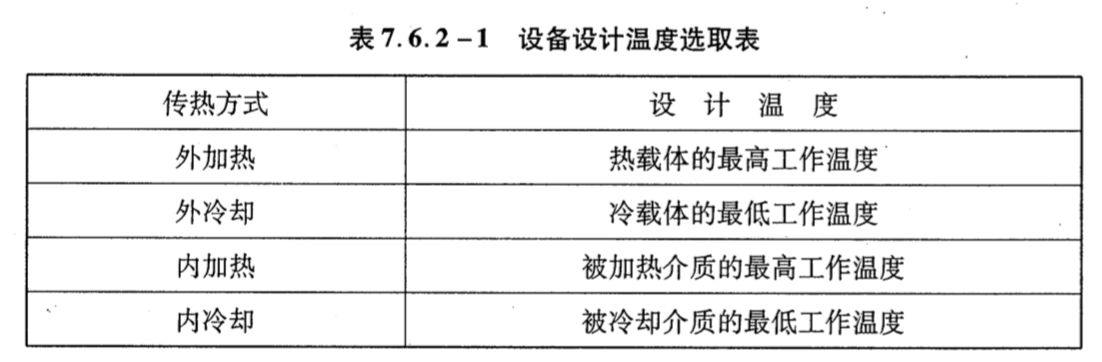 表7.6.2-1 设备设计温度选取表
传热方式 设计温度
外加热 热载体的最高工作温度
外冷却 冷载体的最低工作温度
内加热 被加热介质的最高工作温度
内冷却 被冷却介质的最低工作温度